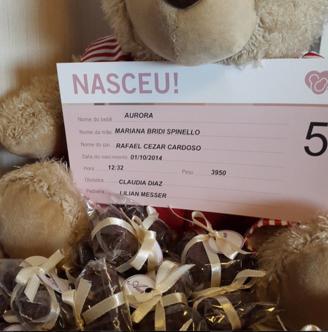 NASCEU!
Nome do bebê AURORA
Nome da mãe MARIANA BRIDI SPINELLO
Nome do pai RAFAEL CEZAR CARDOSO
Data do nascimento 01/10/2014
Hora 12:32 Peso 3950
Obstetra CLAUDIA DIAZ
Pediatra LILIAN MESSER
5